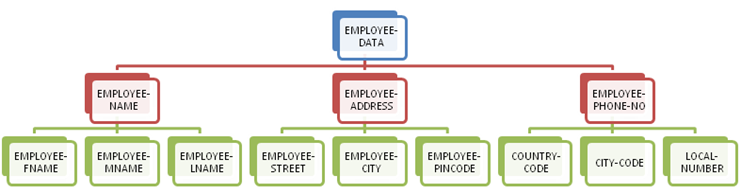 EMPLOYEE-
DATA
EMPLOYEE-
NAME
EMPLOYEE-
ADDRESS
EMPLOYEE-
PHONE-NO
EMPLOYEE-
FNAME
EMPLOYEE-
MNAME
EMPLOYEE-
LNAME
EMPLOYEE-
STREET
EMPLOYEE-
CITY
EMPLOYEE-
PINCODE
COUNTRY-
CODE
CITY-CODE
LOCAL-
NUMBER